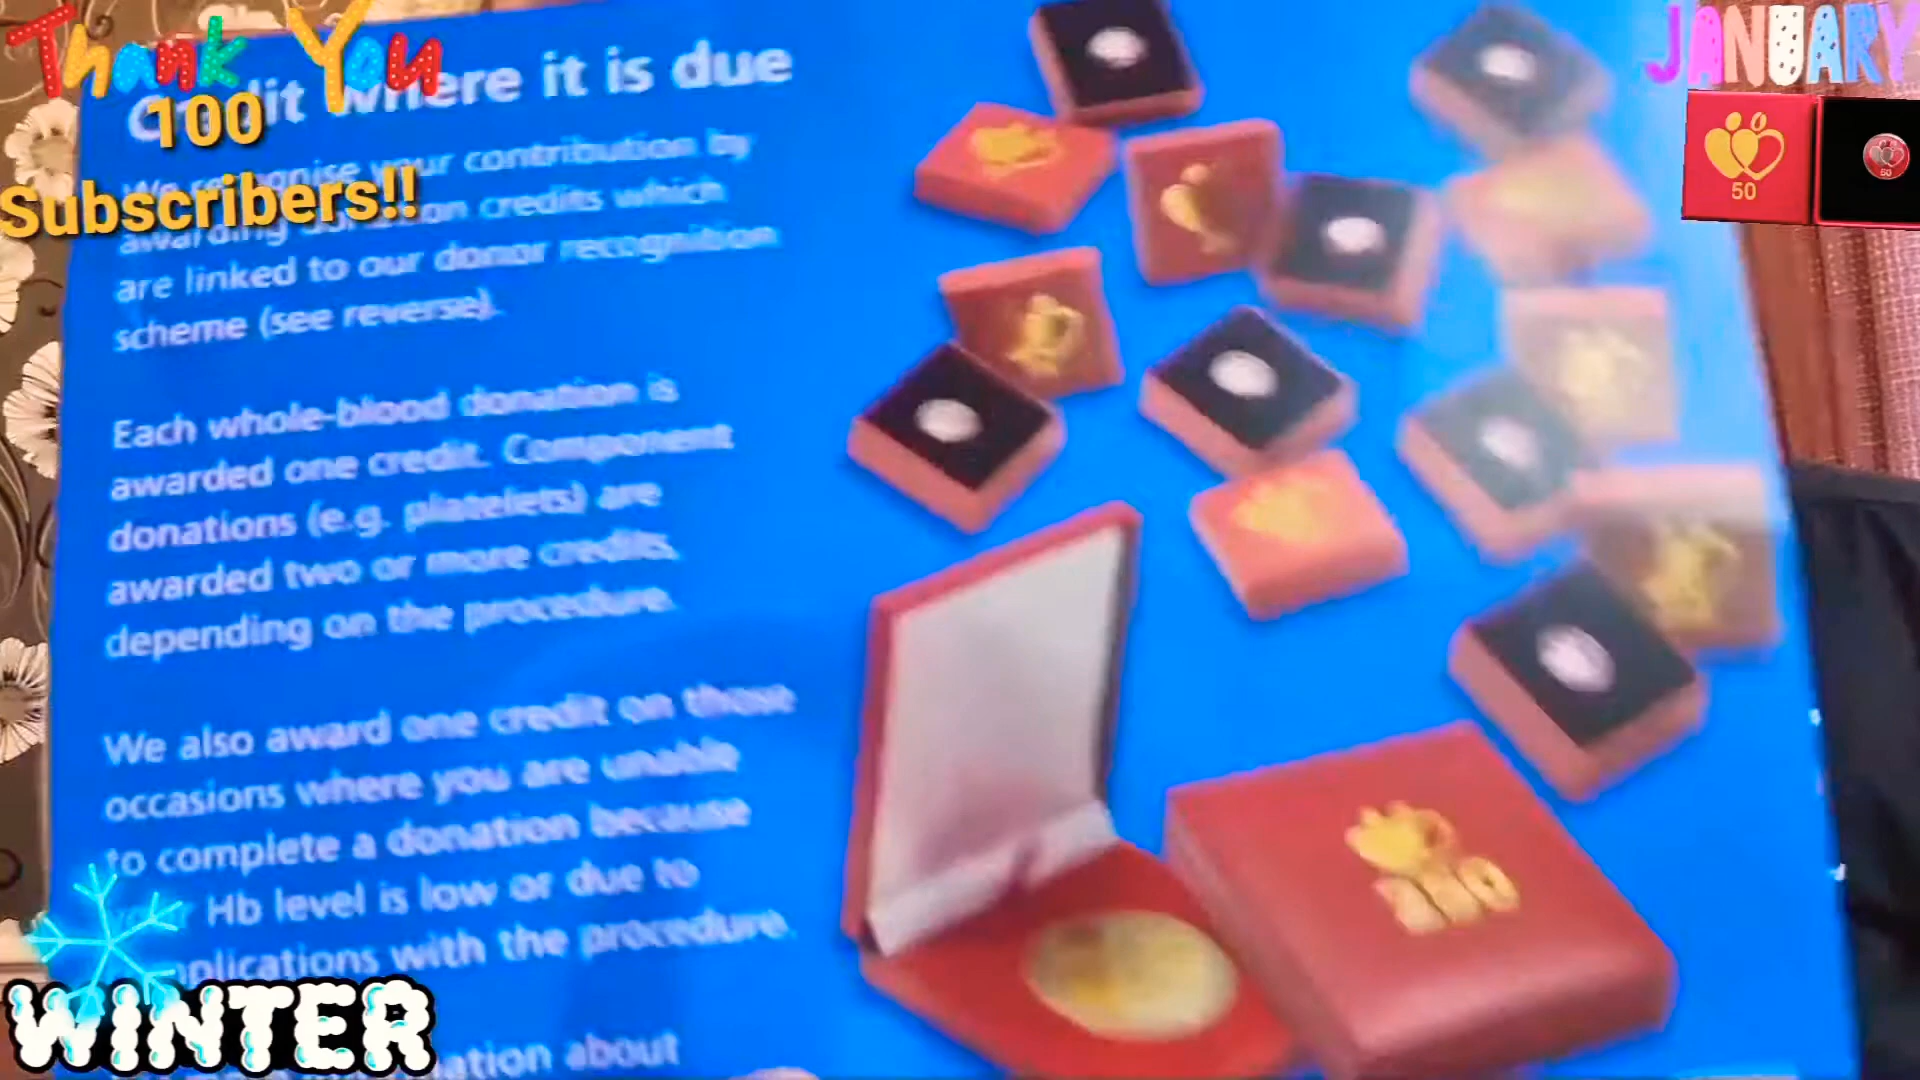 Thank You
100
Subscribers!!
JANUARY
50
50
Credit where it is due
We recognise your contribution by
awarding donation credits which
are linked to our donor recognition
scheme (see reverse).
Each whole-blood donation is
awarded one credit. Component
donations (e.g. platelets) are
awarded two or more credits,
depending on the procedure.
We also award one credit on those
occasions where you are unable
to complete a donation because
your Hb level is low or due to
complications with the procedure.
information about
WINTER